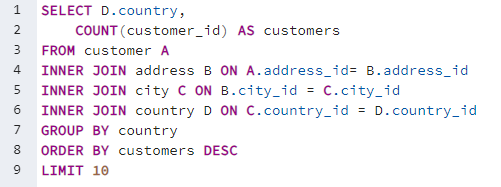 1 SELECT D.country,
2 COUNT(customer_id) AS customers
3 FROM customer A
4 INNER JOIN address B ON A.address_id= B.address_id
5 INNER JOIN city C ON B.city_id = C.city_id
6 INNER JOIN country D ON C.country_id = D.country_id
7 GROUP BY country
8 ORDER BY customers DESC
9 LIMIT 10